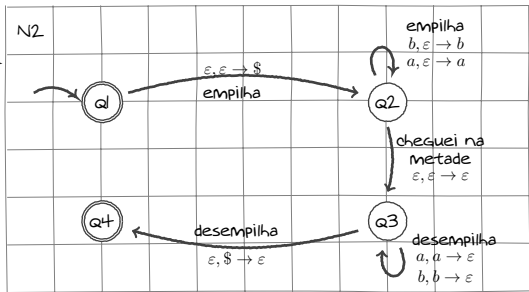 N2
empilha
b, ε → b
a, ε → a
ε, ε → $
Q1
empilha
Q2
cheguei na
metade
ε, ε → ε
Q4
desempilha
Q3
ε, $ → ε
desempilha
a, a → ε
b, b → ε